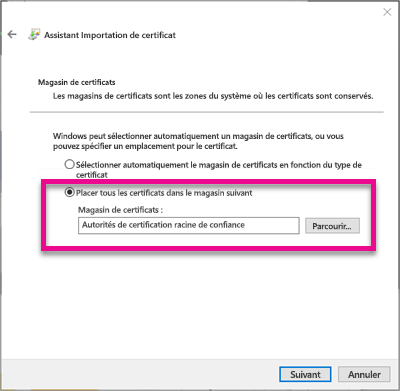 Assistant Importation de certificat
Magasin de certificats
Les magasins de certificats sont les zones du système où les certificats sont conservés.
Windows peut sélectionner automatiquement un magasin de certificats, ou vous
pouvez spécifier un emplacement pour le certificat.
Sélectionner automatiquement le magasin de certificats en fonction du type de
certificat
Placer tous les certificats dans le magasin suivant
Magasin de certificats :
Autorités de certification racine de confiance
Parcourir...
Suivant
Annuler